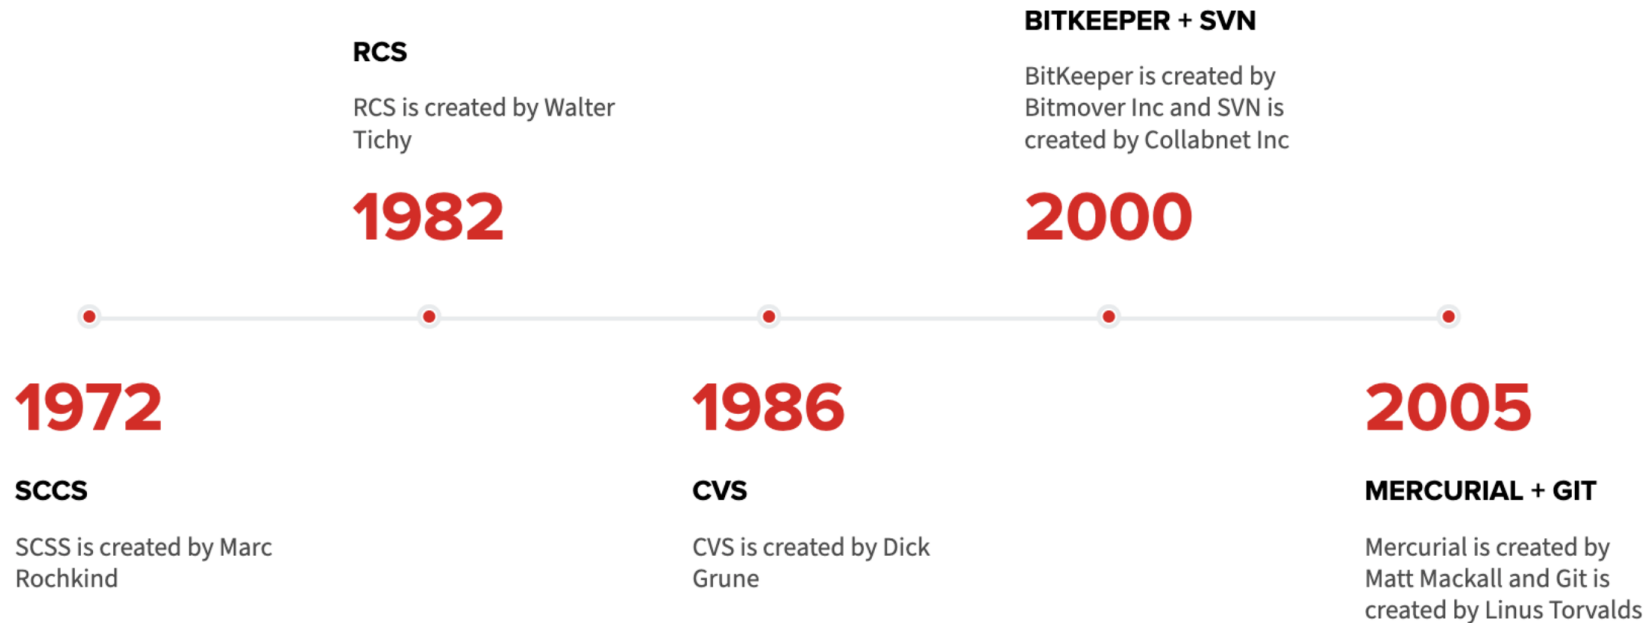 BITKEEPER + SVN
BitKeeper is created by
Bitmover Inc and SVN is
created by Collabnet Inc
RCS
RCS is created by Walter
Tichy
1982
2000
1972
SCCS
SCSS is created by Marc
Rochkind
1986
CVS
CVS is created by Dick
Grune
2005
MERCURIAL + GIT
Mercurial is created by
Matt Mackall and Git is
created by Linus Torvalds